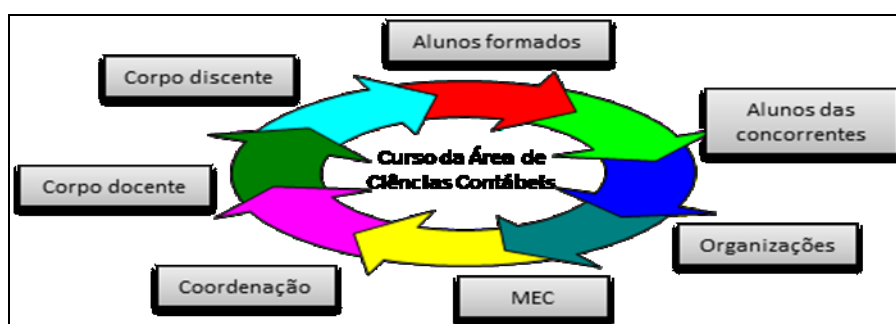 Alunos formados
Corpo discente
Alunos das
concorrentes
Curso da Área de
Ciências Contábeis
Corpo docente
Organizações
Coordenação
MEC